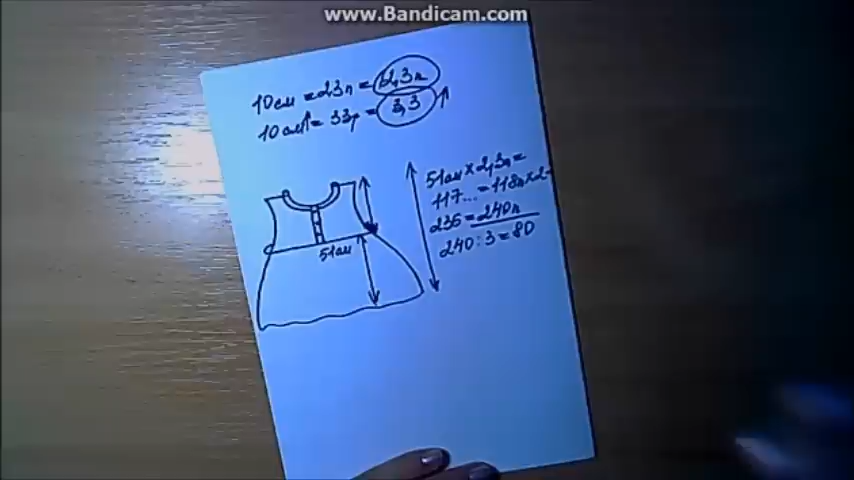 www.Bandicam.com
10см = 23п = 2,3п
10см↑ = 33р = 3,3 ↑
51см × 2,3п =
117... = 118п × 2 =
236 = 240п
240 : 3 = 80
51см